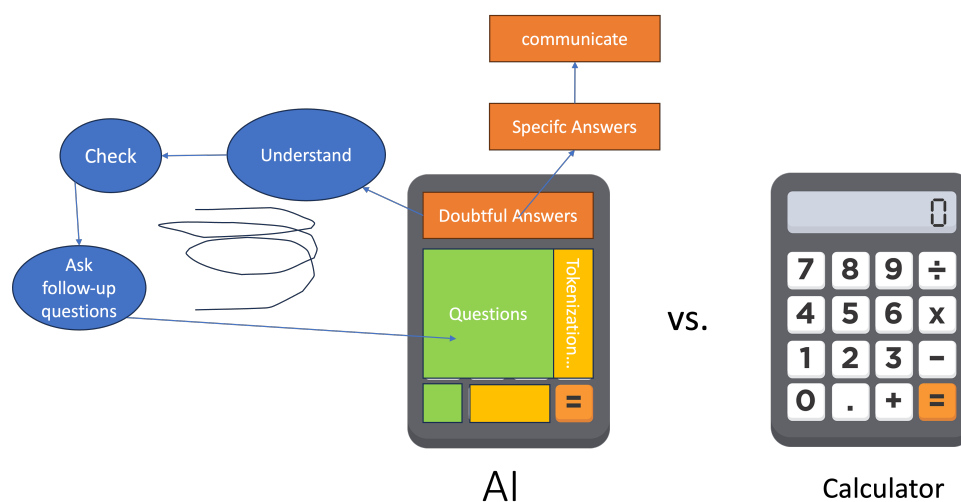 communicate
Specifc Answers
Understand
Check
Doubtful Answers
Ask
follow-up
questions
Questions
Tokenization...
=
AI
vs.
0
7 8 9 ÷
4 5 6 x
1 2 3 −
0 . + =
Calculator